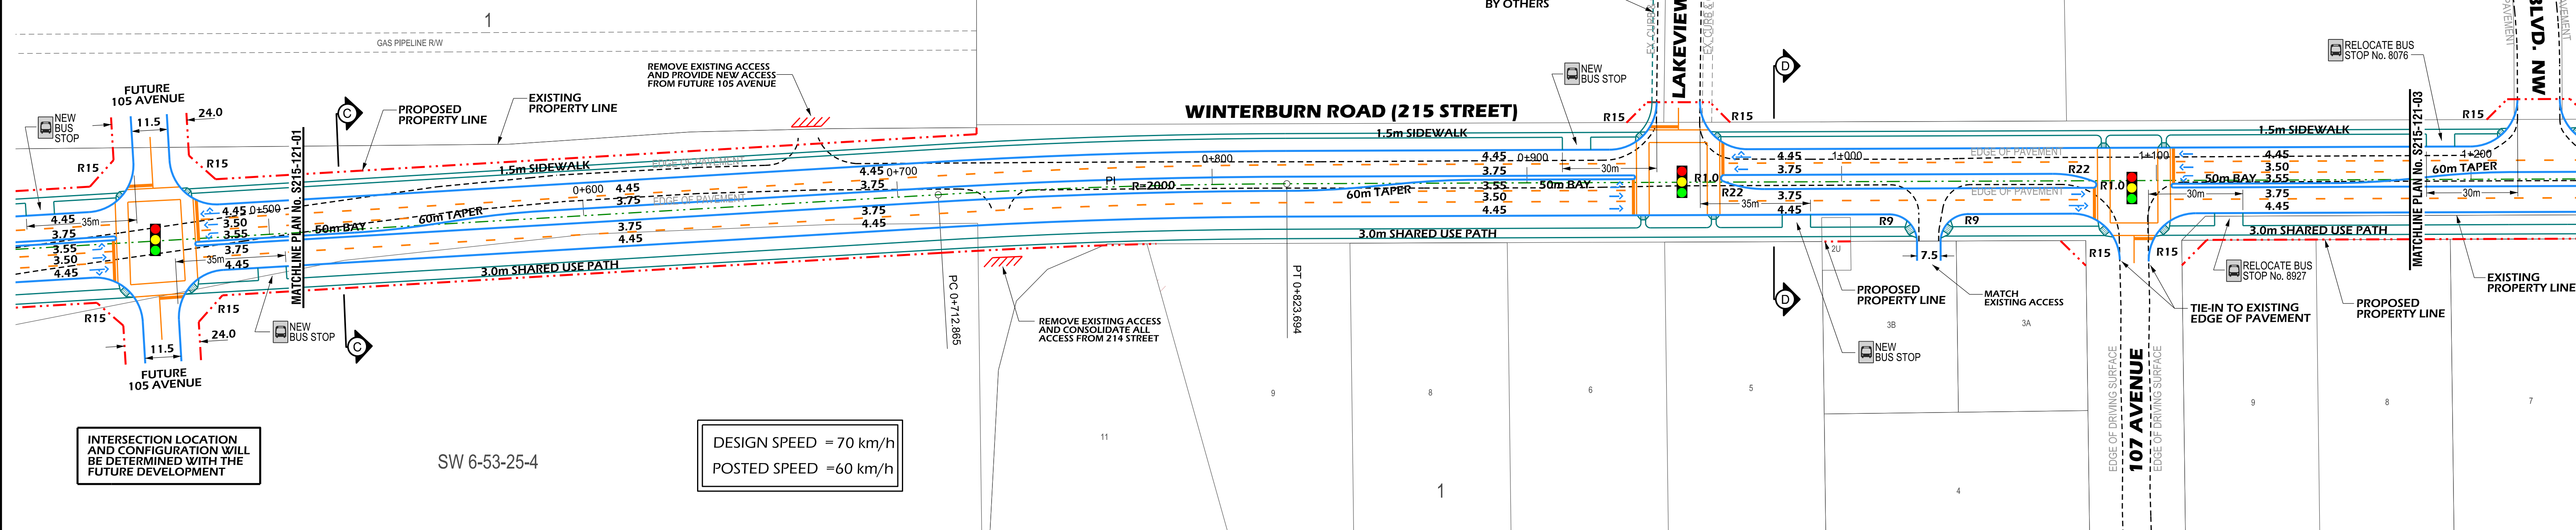 1
GAS PIPELINE R/W
BY OTHERS
LAKEVIEW
EX. CURB &
EX. CURB &
BLVD. NW
PAVEMENT
PAVEMENT
RELOCATE BUS
STOP No. 8076
REMOVE EXISTING ACCESS
AND PROVIDE NEW ACCESS
FROM FUTURE 105 AVENUE
NEW
BUS STOP
D
FUTURE
105 AVENUE
24.0
11.5
NEW
BUS
STOP
C
PROPOSED
PROPERTY LINE
EXISTING
PROPERTY LINE
WINTERBURN ROAD (215 STREET)
R15
R15
R15
R15
R15
MATCHLINE PLAN No. S215-121-01
MATCHLINE PLAN No. S215-121-03
1.5m SIDEWALK
1.5m SIDEWALK
1.5m SIDEWALK
EDGE OF PAVEMENT
EDGE OF PAVEMENT
EDGE OF PAVEMENT
EDGE OF PAVEMENT
4.45
35m
3.75
3.55
3.50
4.45
4.45
3.50
3.55
3.75
4.45
35m
0+500
50m BAY
60m TAPER
0+600
4.45
3.75
3.75
4.45
4.45
3.75
0+700
3.75
4.45
PI
R=2000
0+800
60m TAPER
4.45
3.75
3.55
3.50
4.45
0+900
50m BAY
30m
R1.0
R22
35m
4.45
3.75
3.75
4.45
1+000
R22
R1.0
1+100
50m BAY
30m
4.45
3.50
3.55
3.75
4.45
1+200
60m TAPER
30m
3.0m SHARED USE PATH
3.0m SHARED USE PATH
3.0m SHARED USE PATH
R9
R9
7.5
2U
R15
R15
R15
R15
24.0
11.5
FUTURE
105 AVENUE
NEW
BUS STOP
C
PC 0+712.865
REMOVE EXISTING ACCESS
AND CONSOLIDATE ALL
ACCESS FROM 214 STREET
PT 0+823.694
D
PROPOSED
PROPERTY LINE
MATCH
EXISTING ACCESS
NEW
BUS STOP
RELOCATE BUS
STOP No. 8927
TIE-IN TO EXISTING
EDGE OF PAVEMENT
PROPOSED
PROPERTY LINE
EXISTING
PROPERTY LINE
3B
3A
EDGE OF DRIVING SURFACE
107 AVENUE
EDGE OF DRIVING SURFACE
9
8
6
5
9
8
7
11
4
1
INTERSECTION LOCATION
AND CONFIGURATION WILL
BE DETERMINED WITH THE
FUTURE DEVELOPMENT
SW 6-53-25-4
DESIGN SPEED = 70 km/h
POSTED SPEED =60 km/h